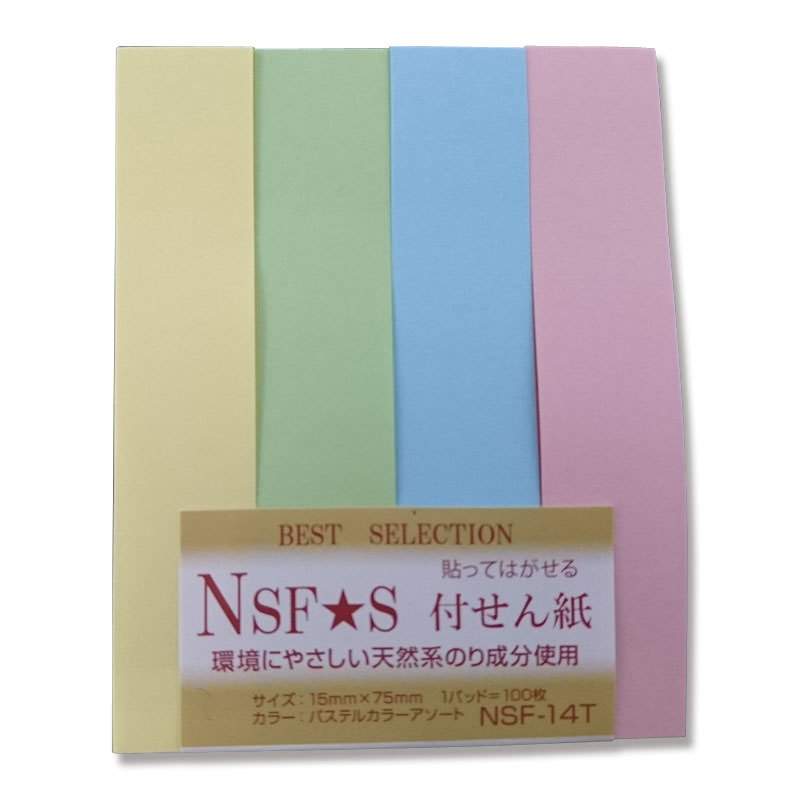 BEST SELECTION
貼ってはがせる
NSF★S 付せん紙
環境にやさしい天然系のり成分使用
サイズ：15mm×75mm 1パッド＝100枚
カラー：パステルカラーアソート NSF-14T